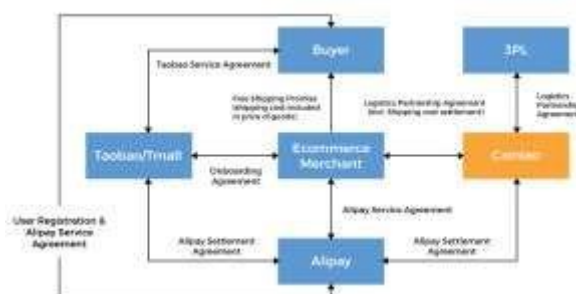 Buyer
3PL
Taobao Service Agreement
Free Shipping Promise
(shipping cost included
in price of goods)
Logistics Partnership Agreement
(incl. Shipping cost settlement)
Logistics
Partnership
Agreement
Taobao/Tmall
Ecommerce
Merchant
Cainiao
Onboarding
Agreement
User Registration &
Alipay Service
Agreement
Alipay Service Agreement
Alipay Settlement
Agreement
Alipay Settlement
Agreement
Alipay